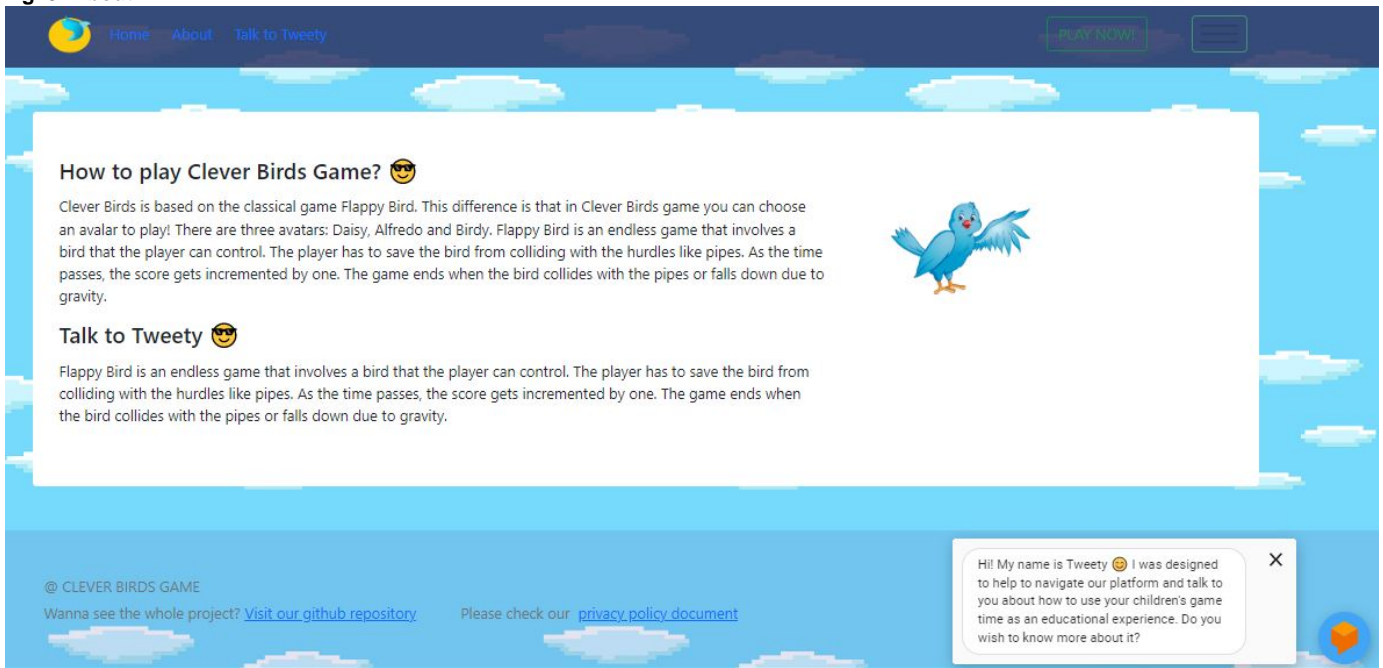 Home About Talk to Tweety PLAY NOW!
How to play Clever Birds Game? 😎
Clever Birds is based on the classical game Flappy Bird. This difference is that in Clever Birds game you can choose
an avalar to play! There are three avatars: Daisy, Alfredo and Birdy. Flappy Bird is an endless game that involves a
bird that the player can control. The player has to save the bird from colliding with the hurdles like pipes. As the time
passes, the score gets incremented by one. The game ends when the bird collides with the pipes or falls down due to
gravity.
Talk to Tweety 😎
Flappy Bird is an endless game that involves a bird that the player can control. The player has to save the bird from
colliding with the hurdles like pipes. As the time passes, the score gets incremented by one. The game ends when
the bird collides with the pipes or falls down due to gravity.
@ CLEVER BIRDS GAME
Wanna see the whole project? Visit our github repository Please check our privacy policy document
Hi! My name is Tweety 😊 I was designed
to help to navigate our platform and talk to
you about how to use your children's game
time as an educational experience. Do you
wish to know more about it?